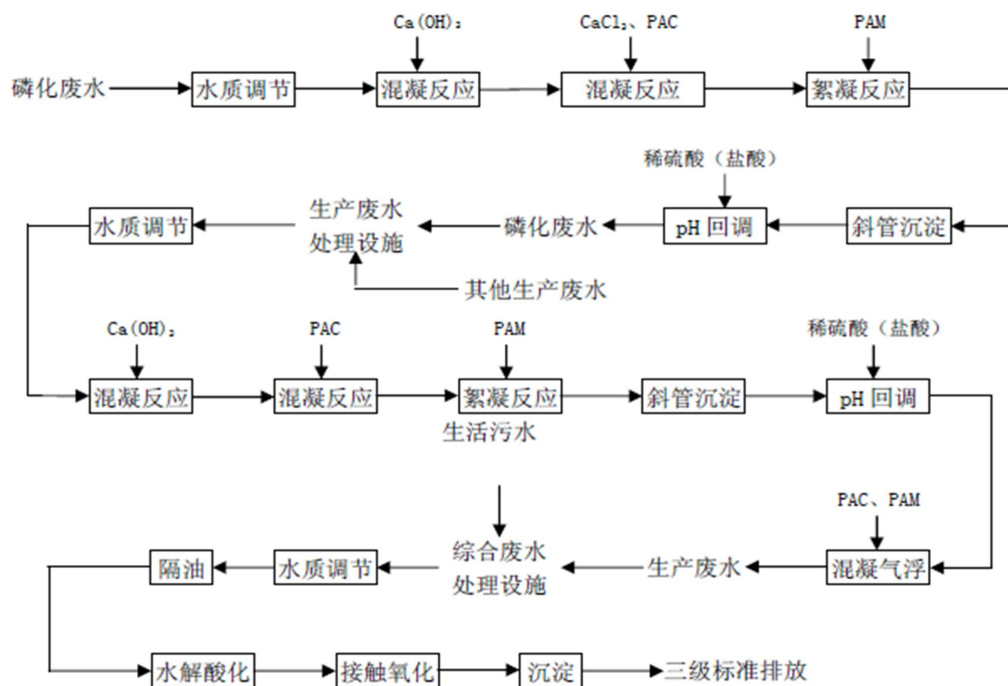 Ca(OH)₂
CaCl₂、PAC
PAM
磷化废水
水质调节
混凝反应
混凝反应
絮凝反应
稀硫酸（盐酸）
水质调节
生产废水
处理设施
磷化废水
pH 回调
斜管沉淀
其他生产废水
Ca(OH)₂
PAC
PAM
稀硫酸（盐酸）
混凝反应
混凝反应
絮凝反应
斜管沉淀
pH 回调
生活污水
PAC、PAM
隔油
水质调节
综合废水
处理设施
生产废水
混凝气浮
水解酸化
接触氧化
沉淀
三级标准排放